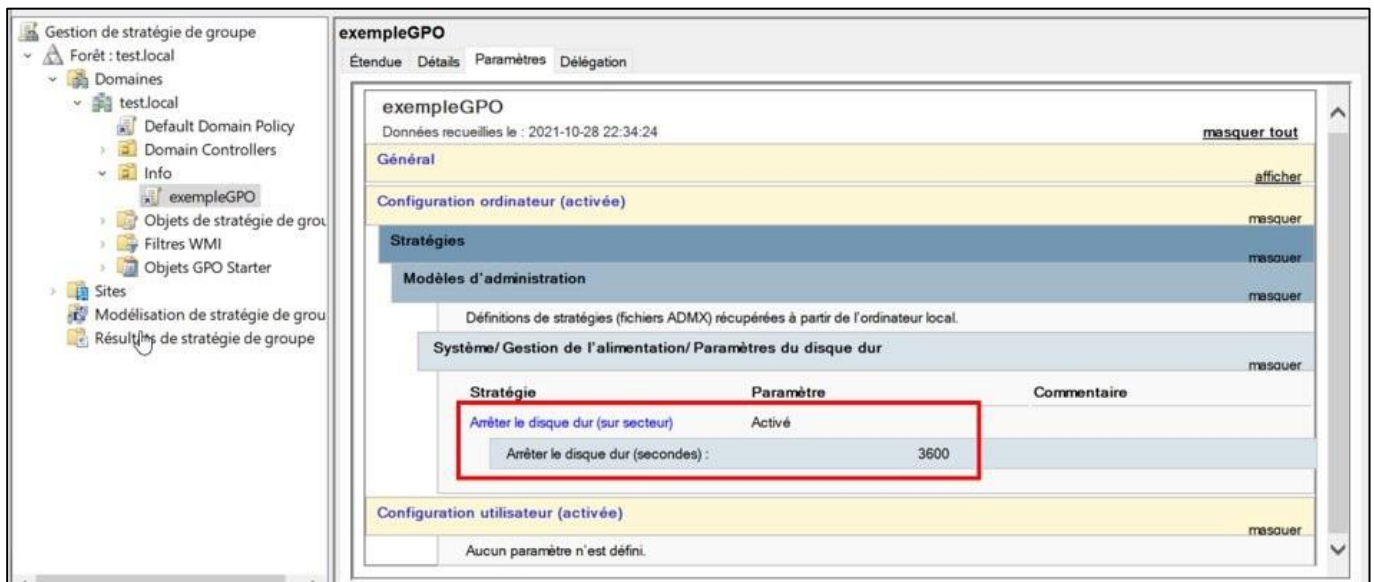 Gestion de stratégie de groupe
Forêt : test.local
Domaines
test.local
Default Domain Policy
Domain Controllers
Info
exempleGPO
Objets de stratégie de grou
Filtres WMI
Objets GPO Starter
Sites
Modélisation de stratégie de grou
Résultats de stratégie de groupe
exempleGPO
Étendue Détails Paramètres Délégation
exempleGPO
Données recueillies le : 2021-10-28 22:34:24
masquer tout
Général
afficher
Configuration ordinateur (activée)
masquer
Stratégies
masquer
Modèles d'administration
masquer
Définitions de stratégies (fichiers ADMX) récupérées à partir de l'ordinateur local.
Système/ Gestion de l'alimentation/ Paramètres du disque dur
masquer
Stratégie Paramètre Commentaire
Arrêter le disque dur (sur secteur) Activé
Arrêter le disque dur (secondes) : 3600
Configuration utilisateur (activée)
masquer
Aucun paramètre n'est défini.